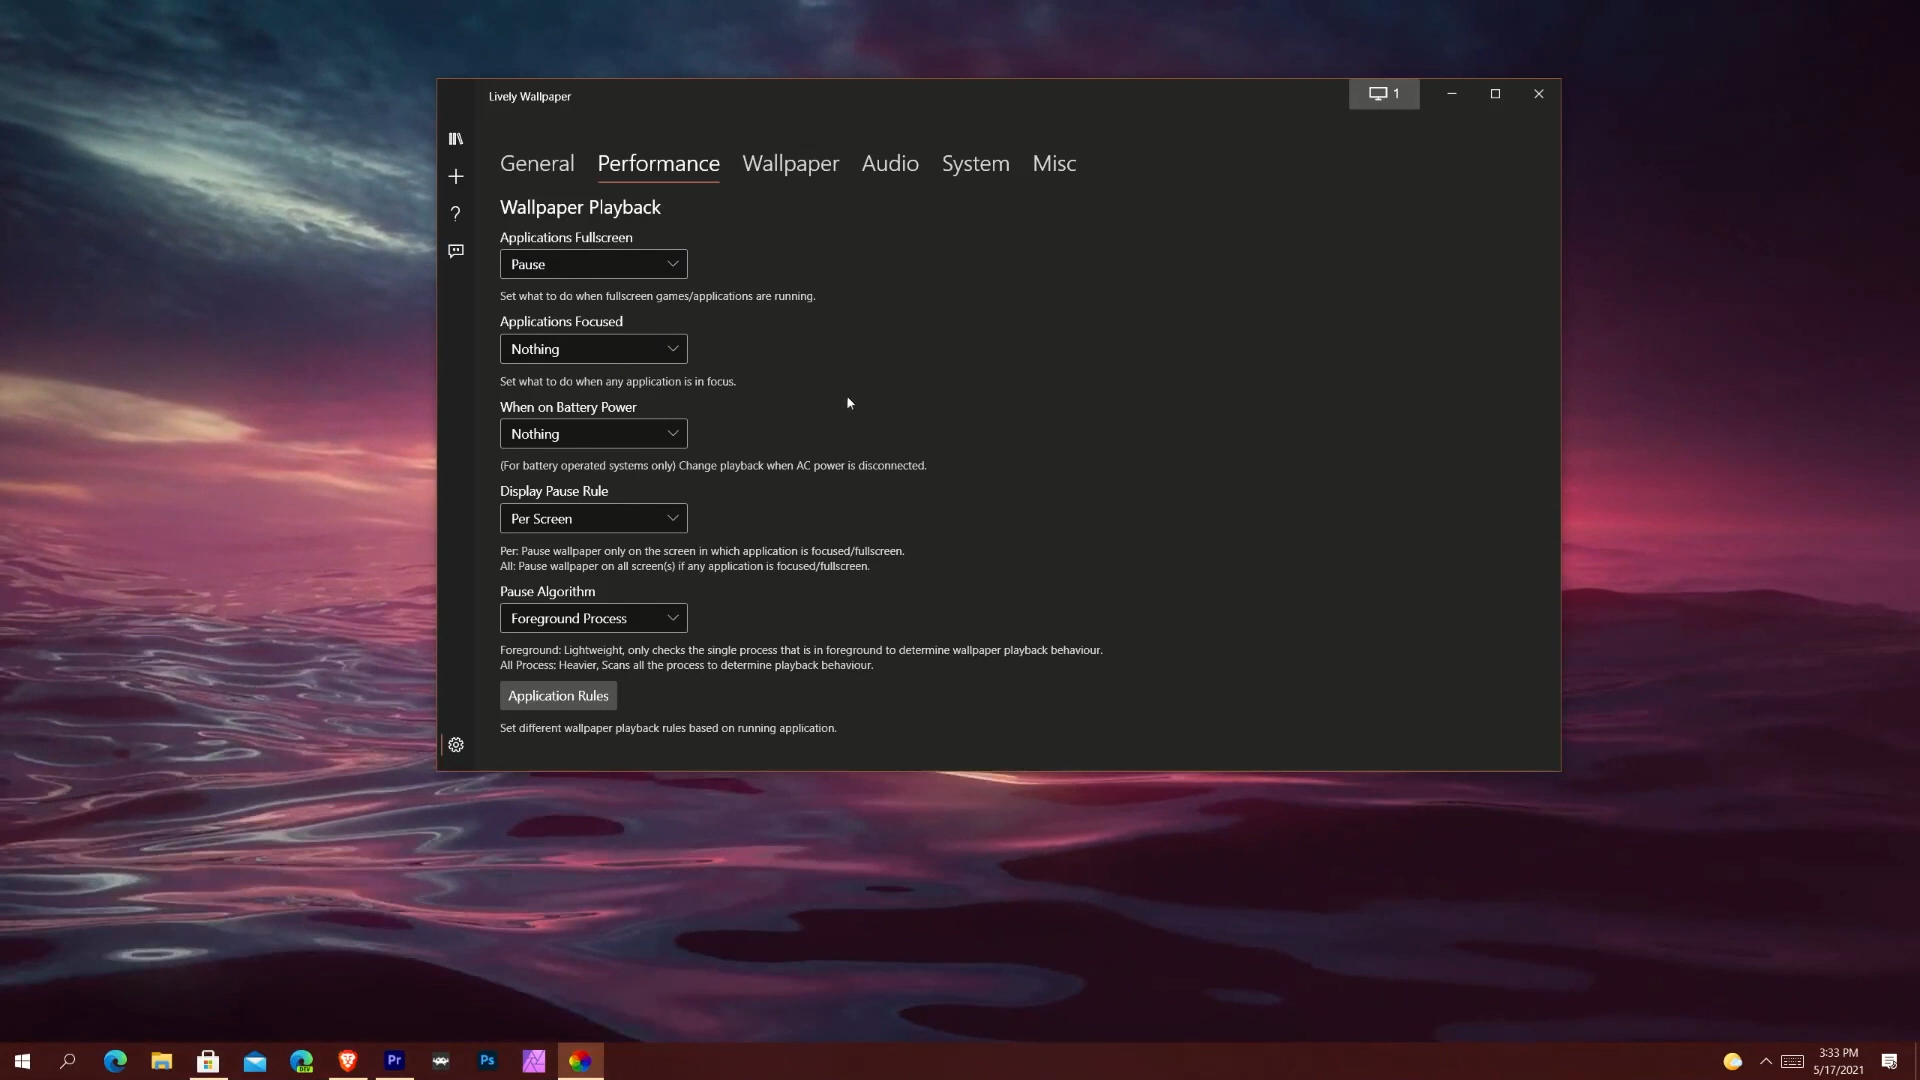 Lively Wallpaper
1
General Performance Wallpaper Audio System Misc
Wallpaper Playback
Applications Fullscreen
Pause
Set what to do when fullscreen games/applications are running.
Applications Focused
Nothing
Set what to do when any application is in focus.
When on Battery Power
Nothing
(For battery operated systems only) Change playback when AC power is disconnected.
Display Pause Rule
Per Screen
Per: Pause wallpaper only on the screen in which application is focused/fullscreen.
All: Pause wallpaper on all screen(s) if any application is focused/fullscreen.
Pause Algorithm
Foreground Process
Foreground: Lightweight, only checks the single process that is in foreground to determine wallpaper playback behaviour.
All Process: Heavier, Scans all the process to determine playback behaviour.
Application Rules
Set different wallpaper playback rules based on running application.
DEV
Pr
Ps
3:33 PM
5/17/2021